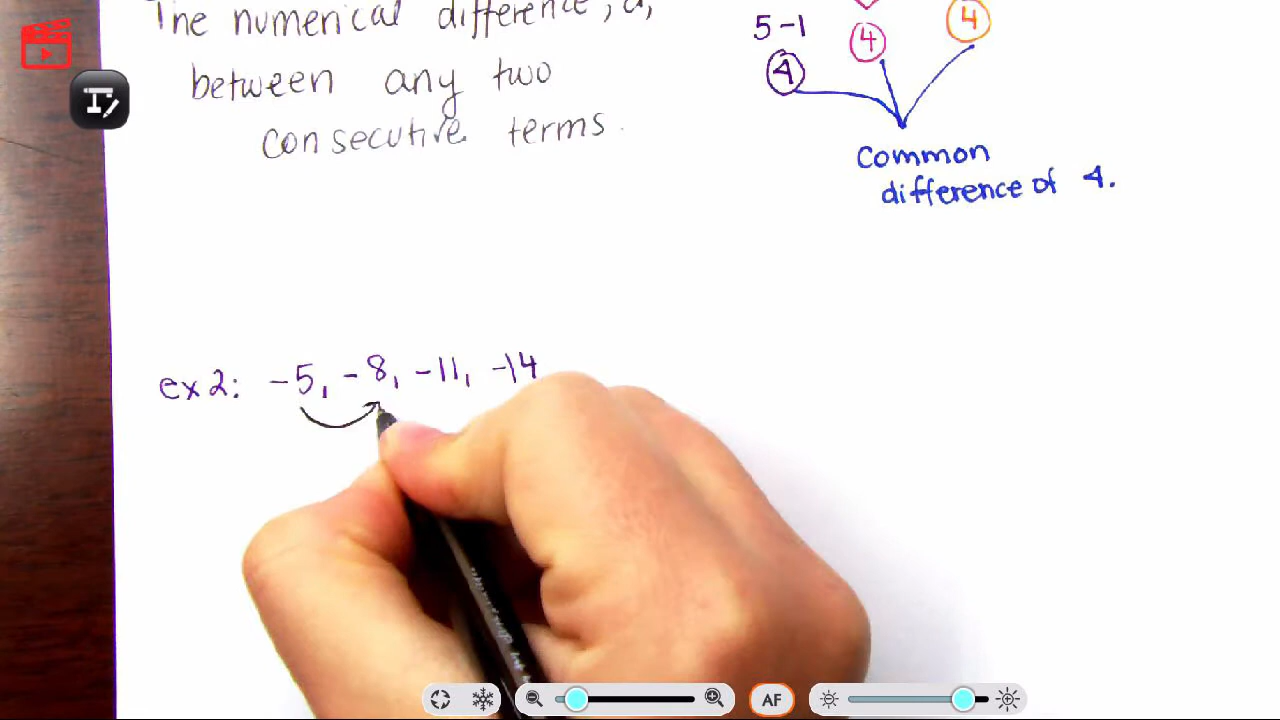 The numerical difference, d,
between any two
consecutive terms.
5-1
4
4
4
Common
difference of 4.
ex 2: -5, -8, -11, -14
AF